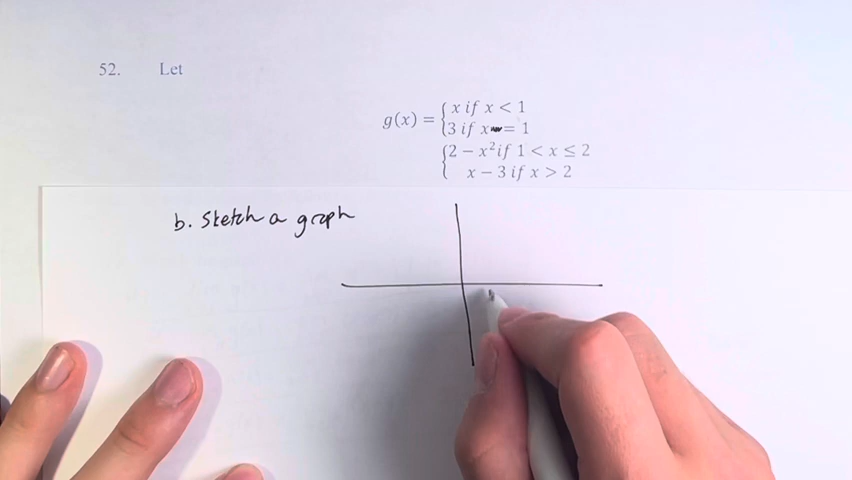 52. Let
g(x) = { x if x < 1
{ 3 if x = 1
{ 2 − x² if 1 < x ≤ 2
x − 3 if x > 2
b. Sketch a graph